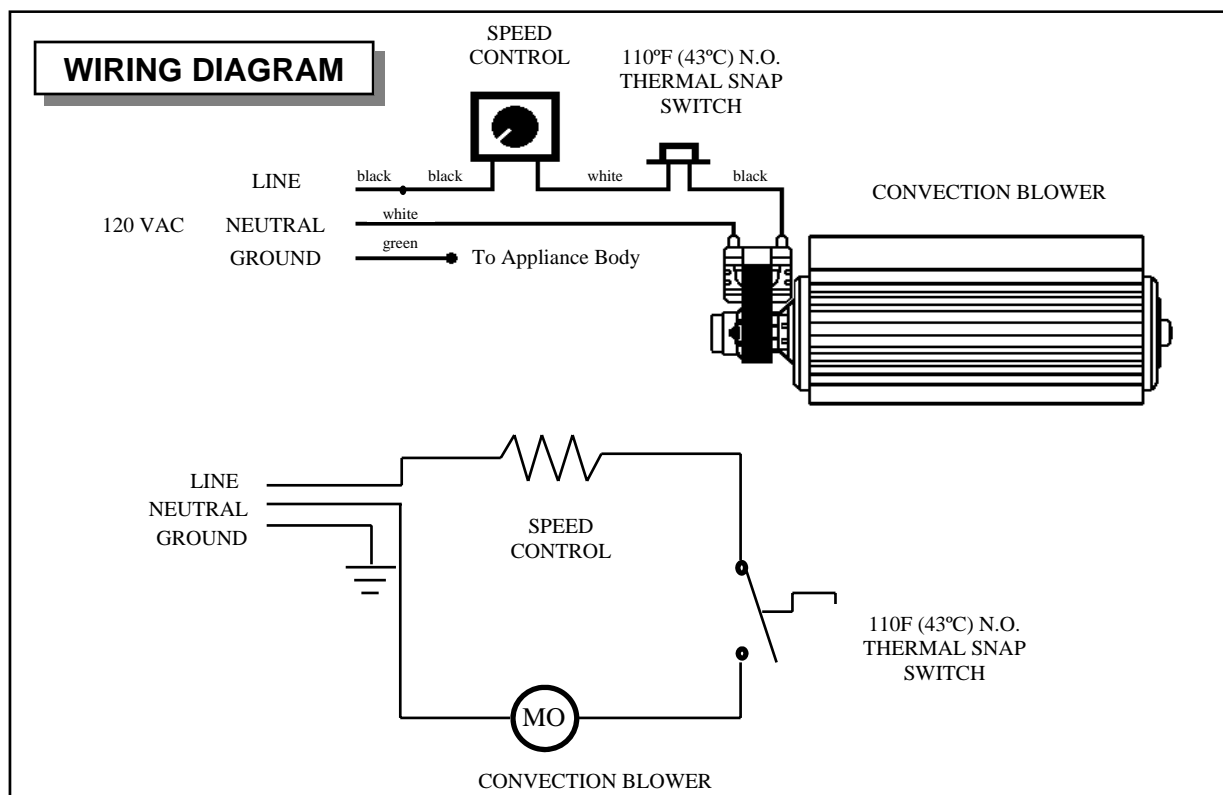 WIRING DIAGRAM
SPEED
CONTROL
110ºF (43ºC) N.O.
THERMAL SNAP
SWITCH
LINE
black
black
white
black
CONVECTION BLOWER
120 VAC
NEUTRAL
white
GROUND
green
To Appliance Body
LINE
NEUTRAL
GROUND
SPEED
CONTROL
110F (43ºC) N.O.
THERMAL SNAP
SWITCH
MO
CONVECTION BLOWER